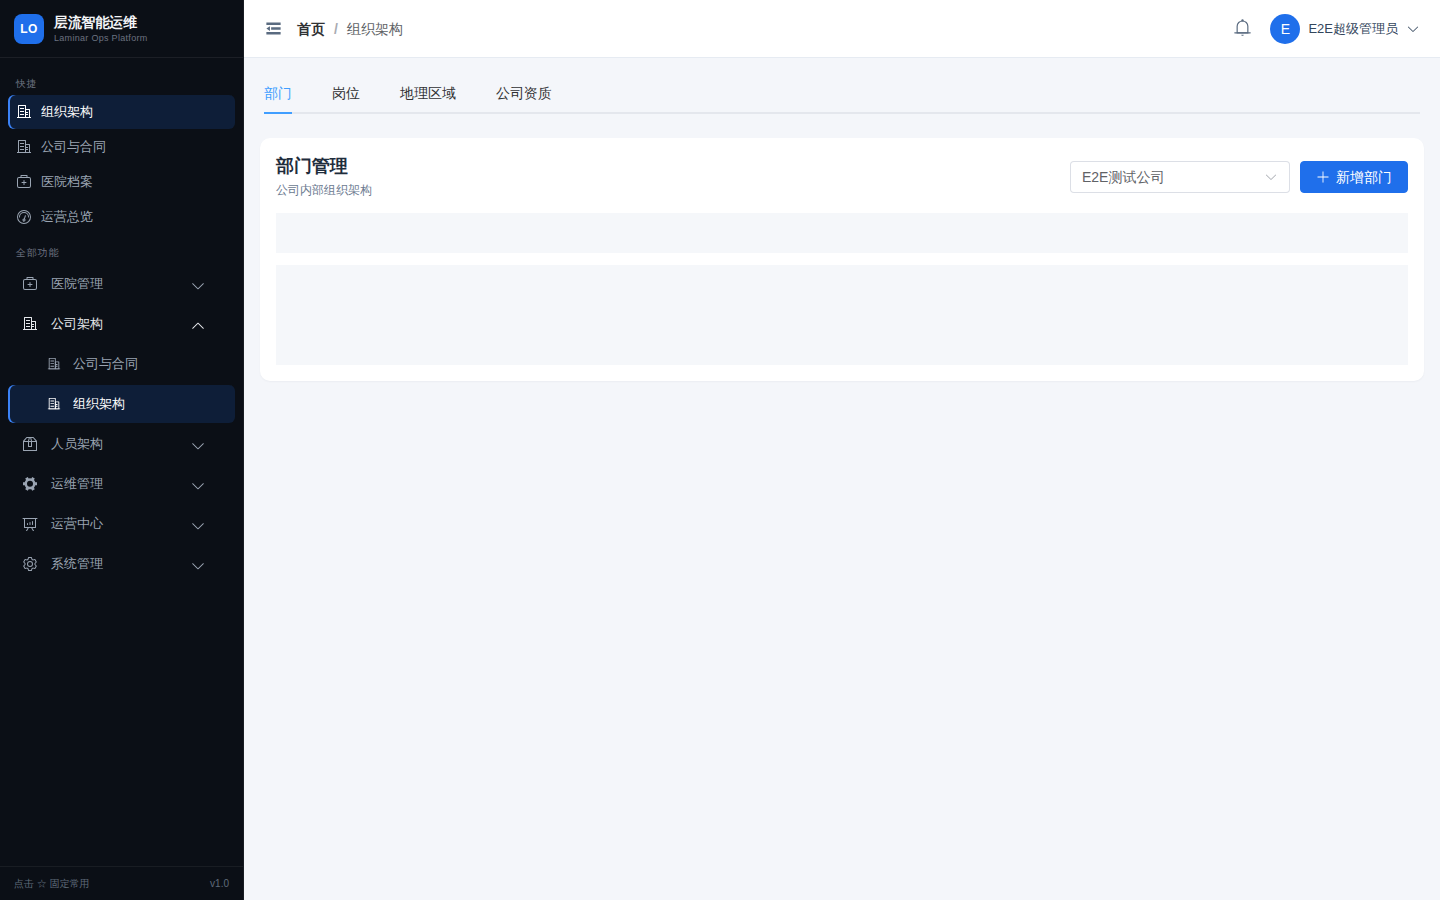 LO
层流智能运维
Laminar Ops Platform
快捷
组织架构
公司与合同
医院档案
运营总览
全部功能
医院管理
公司架构
公司与合同
组织架构
人员架构
运维管理
运营中心
系统管理
点击 ☆ 固定常用
v1.0
首页 / 组织架构
E
E2E超级管理员
部门 岗位 地理区域 公司资质
部门管理
公司内部组织架构
E2E测试公司
新增部门